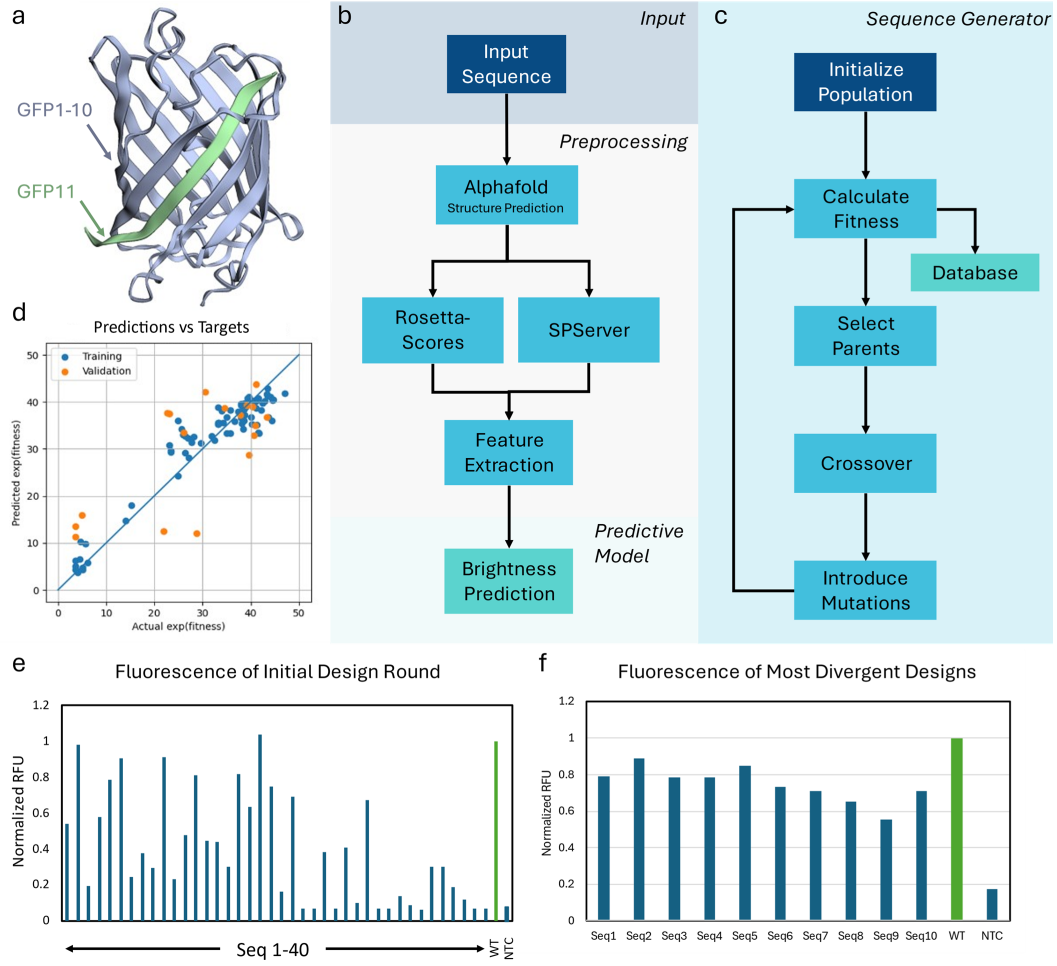 a
GFP1-10
GFP11
b
Input
Input
Sequence
Preprocessing
Alphafold
Structure Prediction
Rosetta-
Scores
SPServer
Feature
Extraction
Predictive
Model
Brightness
Prediction
c
Sequence Generator
Initialize
Population
Calculate
Fitness
Database
Select
Parents
Crossover
Introduce
Mutations
d
Predictions vs Targets
Training
Validation
Predicted exp(fitness)
50
40
30
20
10
0
0 10 20 30 40 50
Actual exp(fitness)
e
Fluorescence of Initial Design Round
Normalized RFU
1.2
1
0.8
0.6
0.4
0.2
0
Seq 1-40
WT
NTC
f
Fluorescence of Most Divergent Designs
Normalized RFU
1.2
1
0.8
0.6
0.4
0.2
0
Seq1 Seq2 Seq3 Seq4 Seq5 Seq6 Seq7 Seq8 Seq9 Seq10 WT NTC